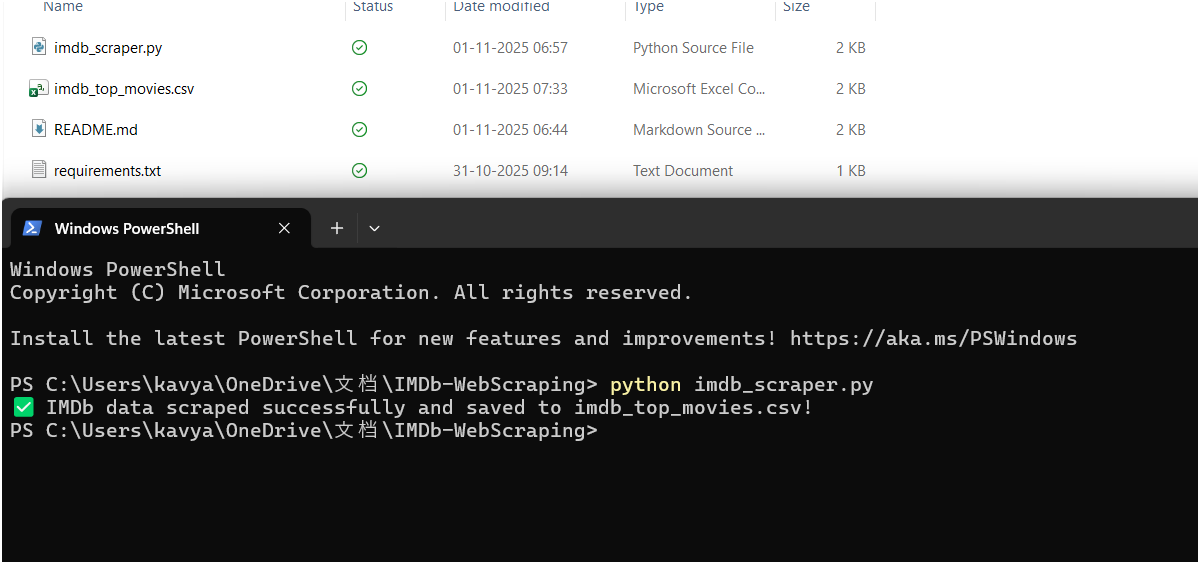 Name Status Date modified Type Size
imdb_scraper.py 01-11-2025 06:57 Python Source File 2 KB
imdb_top_movies.csv 01-11-2025 07:33 Microsoft Excel Co... 2 KB
README.md 01-11-2025 06:44 Markdown Source ... 2 KB
requirements.txt 31-10-2025 09:14 Text Document 1 KB
Windows PowerShell
Windows PowerShell
Copyright (C) Microsoft Corporation. All rights reserved.
Install the latest PowerShell for new features and improvements! https://aka.ms/PSWindows
PS C:\Users\kavya\OneDrive\文档\IMDb-WebScraping> python imdb_scraper.py
✅ IMDb data scraped successfully and saved to imdb_top_movies.csv!
PS C:\Users\kavya\OneDrive\文档\IMDb-WebScraping>